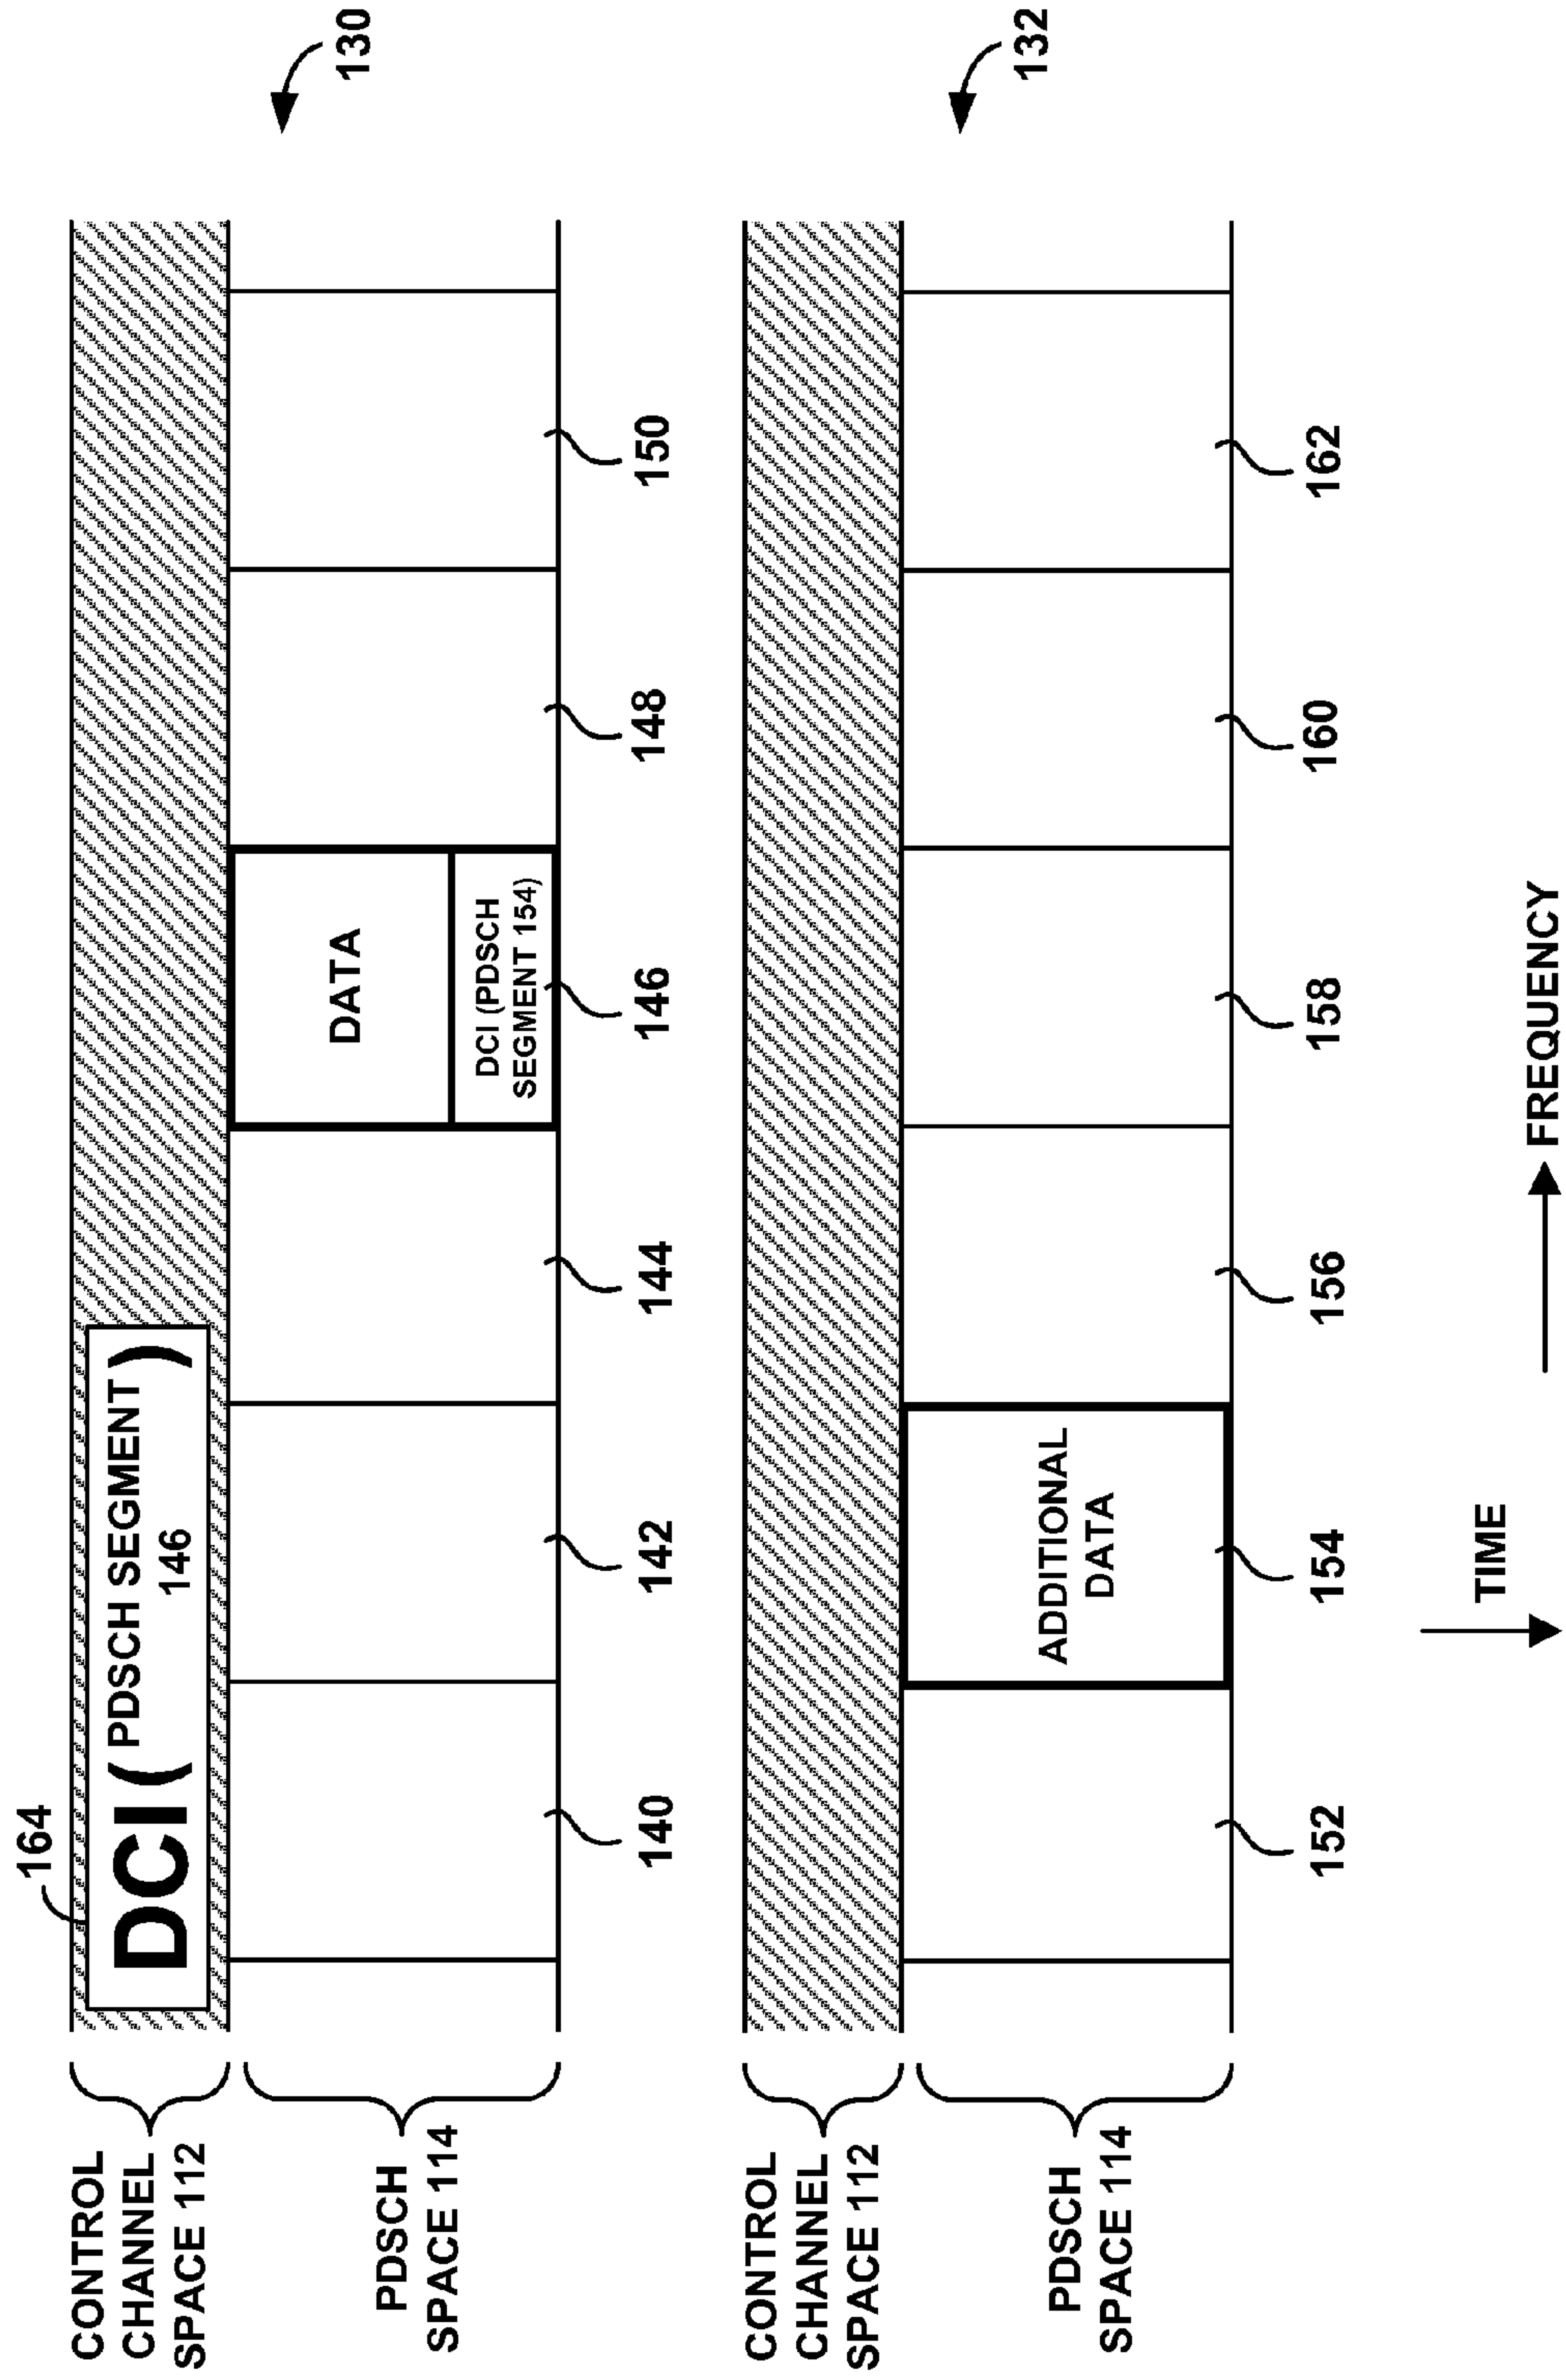 164
CONTROL
CHANNEL
SPACE 112
DCI ( PDSCH SEGMENT )
146
130
PDSCH
SPACE 114
DATA
DCI (PDSCH
SEGMENT 154)
140
142
144
146
148
150
CONTROL
CHANNEL
SPACE 112
132
PDSCH
SPACE 114
ADDITIONAL
DATA
152
154
156
158
160
162
TIME
FREQUENCY